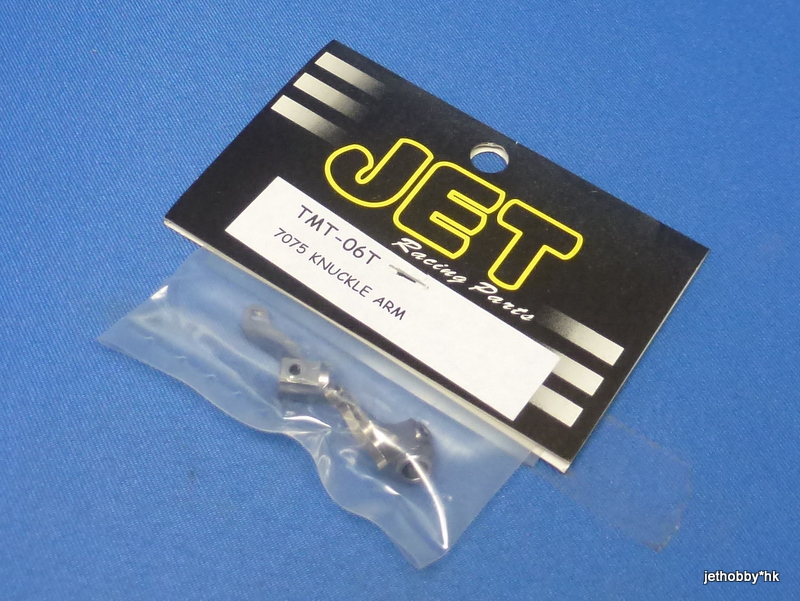 JET
Racing Parts
TMT-06T
7075 KNUCKLE ARM
jethobby*hk